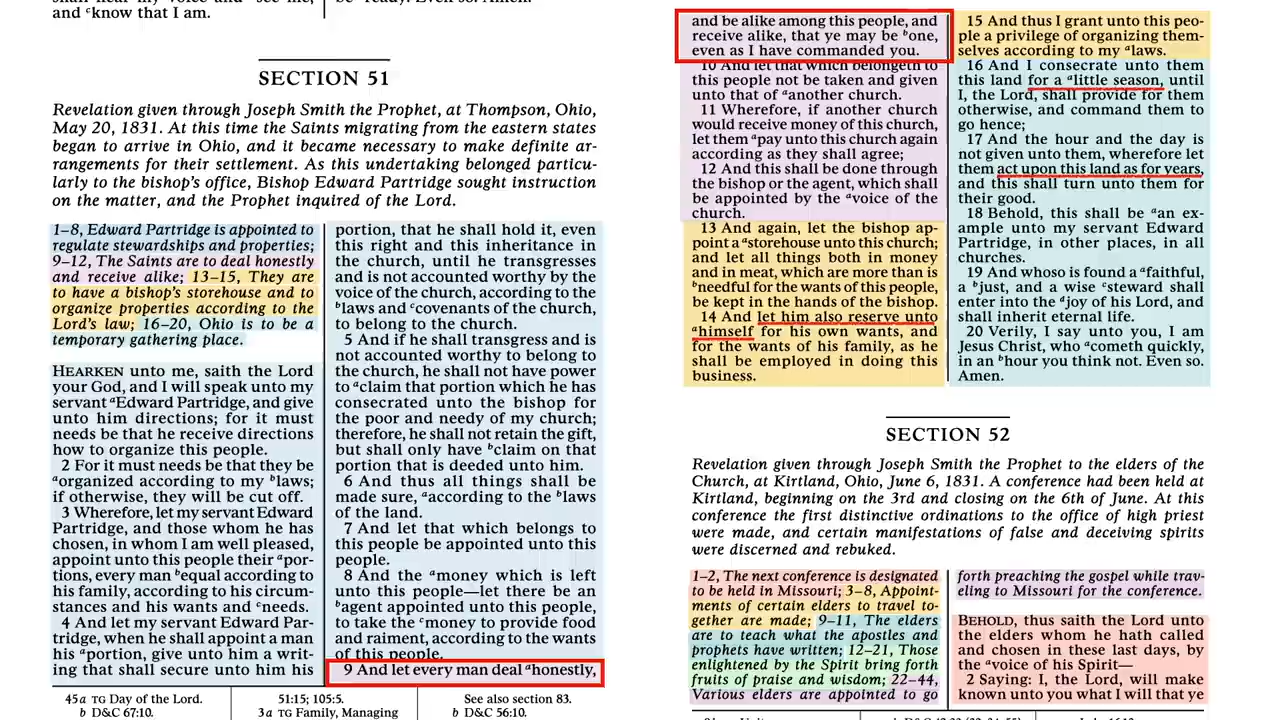 and ᶜknow that I am.
be ᵃready. Even so. Amen.
SECTION 51
Revelation given through Joseph Smith the Prophet, at Thompson, Ohio,
May 20, 1831. At this time the Saints migrating from the eastern states
began to arrive in Ohio, and it became necessary to make definite ar-
rangements for their settlement. As this undertaking belonged particu-
larly to the bishop's office, Bishop Edward Partridge sought instruction
on the matter, and the Prophet inquired of the Lord.
1–8, Edward Partridge is appointed to
regulate stewardships and properties;
9–12, The Saints are to deal honestly
and receive alike; 13–15, They are
to have a bishop's storehouse and to
organize properties according to the
Lord's law; 16–20, Ohio is to be a
temporary gathering place.
HEARKEN unto me, saith the Lord
your God, and I will speak unto my
servant ᵃEdward Partridge, and give
unto him directions; for it must
needs be that he receive directions
how to organize this people.
2 For it must needs be that they be
ᵃorganized according to my ᵇlaws;
if otherwise, they will be cut off.
3 Wherefore, let my servant Edward
Partridge, and those whom he has
chosen, in whom I am well pleased,
appoint unto this people their ᵃpor-
tions, every man ᵇequal according to
his family, according to his circum-
stances and his wants and ᶜneeds.
4 And let my servant Edward Par-
tridge, when he shall appoint a man
his ᵃportion, give unto him a writ-
ing that shall secure unto him his
portion, that he shall hold it, even
this right and this inheritance in
the church, until he transgresses
and is not accounted worthy by the
voice of the church, according to the
ᵇlaws and ᶜcovenants of the church,
to belong to the church.
5 And if he shall transgress and is
not accounted worthy to belong to
the church, he shall not have power
to ᵃclaim that portion which he has
consecrated unto the bishop for
the poor and needy of my church;
therefore, he shall not retain the gift,
but shall only have ᵇclaim on that
portion that is deeded unto him.
6 And thus all things shall be
made sure, ᵃaccording to the ᵇlaws
of the land.
7 And let that which belongs to
this people be appointed unto this
people.
8 And the ᵃmoney which is left
unto this people—let there be an
ᵇagent appointed unto this people,
to take the ᶜmoney to provide food
and raiment, according to the wants
of this people.
9 And let every man deal ᵃhonestly,
45a TG Day of the Lord.
b D&C 67:10.
51:15; 105:5.
3a TG Family, Managing
See also section 83.
b D&C 56:10.
and be alike among this people, and
receive alike, that ye may be ᵇone,
even as I have commanded you.
10 And let that which belongeth to
this people not be taken and given
unto that of ᵃanother church.
11 Wherefore, if another church
would receive money of this church,
let them ᵃpay unto this church again
according as they shall agree;
12 And this shall be done through
the bishop or the agent, which shall
be appointed by the ᵃvoice of the
church.
13 And again, let the bishop ap-
point a ᵃstorehouse unto this church;
and let all things both in money
and in meat, which are more than is
ᵇneedful for the wants of this people,
be kept in the hands of the bishop.
14 And let him also reserve unto
ᵃhimself for his own wants, and
for the wants of his family, as he
shall be employed in doing this
business.
15 And thus I grant unto this peo-
ple a privilege of organizing them-
selves according to my ᵃlaws.
16 And I consecrate unto them
this land for a ᵃlittle season, until
I, the Lord, shall provide for them
otherwise, and command them to
go hence;
17 And the hour and the day is
not given unto them, wherefore let
them act upon this land as for years,
and this shall turn unto them for
their good.
18 Behold, this shall be ᵃan ex-
ample unto my servant Edward
Partridge, in other places, in all
churches.
19 And whoso is found a ᵃfaithful,
a ᵇjust, and a wise ᶜsteward shall
enter into the ᵈjoy of his Lord, and
shall inherit eternal life.
20 Verily, I say unto you, I am
Jesus Christ, who ᵃcometh quickly,
in an ᵇhour you think not. Even so.
Amen.
SECTION 52
Revelation given through Joseph Smith the Prophet to the elders of the
Church, at Kirtland, Ohio, June 6, 1831. A conference had been held at
Kirtland, beginning on the 3rd and closing on the 6th of June. At this
conference the first distinctive ordinations to the office of high priest
were made, and certain manifestations of false and deceiving spirits
were discerned and rebuked.
1–2, The next conference is designated
to be held in Missouri; 3–8, Appoint-
ments of certain elders to travel to-
gether are made; 9–11, The elders
are to teach what the apostles and
prophets have written; 12–21, Those
enlightened by the Spirit bring forth
fruits of praise and wisdom; 22–44,
Various elders are appointed to go
forth preaching the gospel while trav-
eling to Missouri for the conference.
BEHOLD, thus saith the Lord unto
the elders whom he hath called
and chosen in these last days, by
the ᵃvoice of his Spirit—
2 Saying: I, the Lord, will make
known unto you what I will that ye